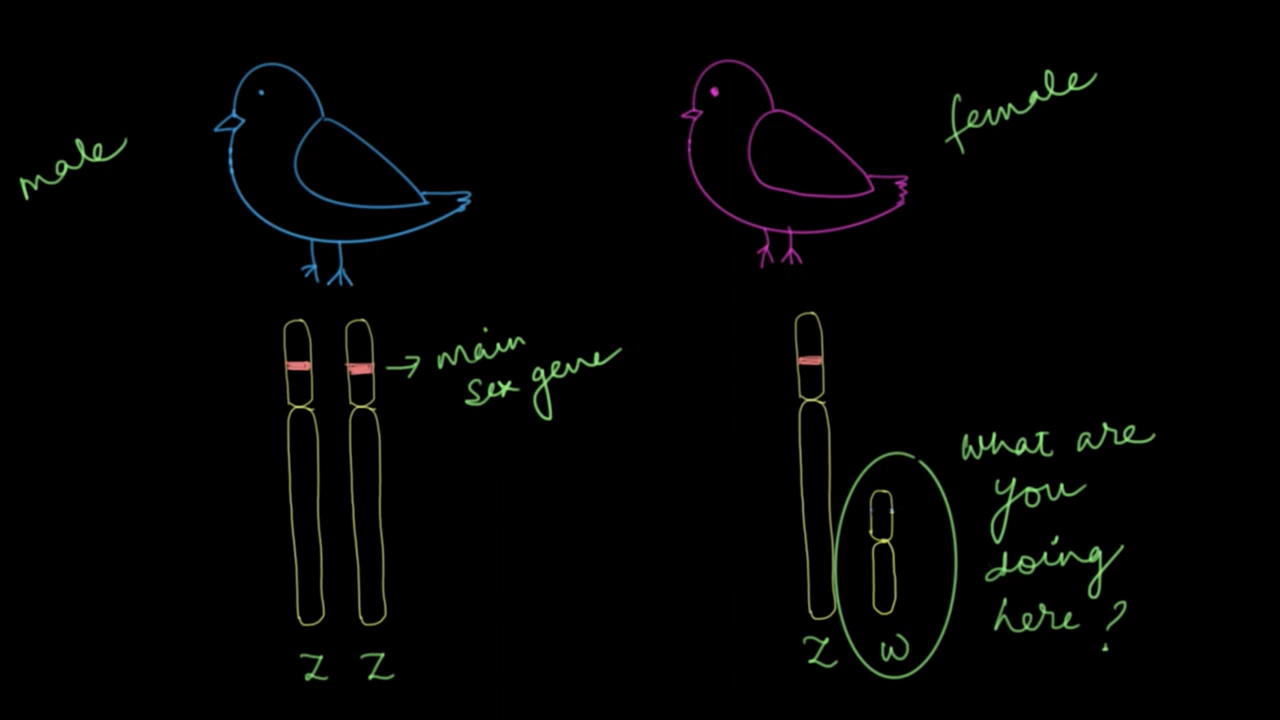 male
female
main
sex gene
what are
you
doing
here?
Z Z
Z W